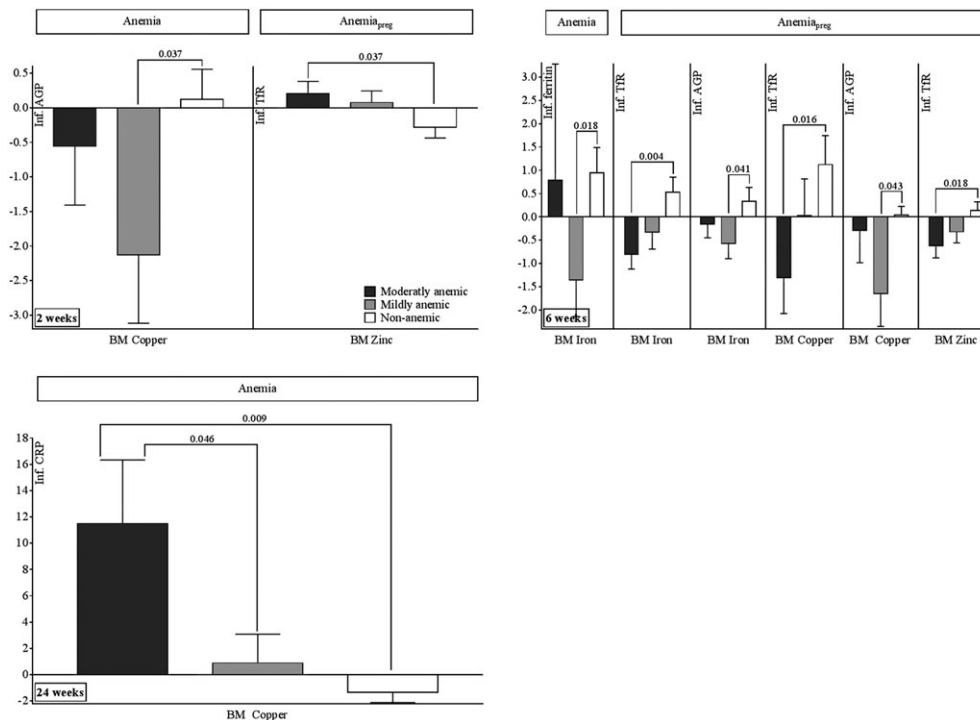 Anemia
Anemia preg
0.037
0.037
Inf. AGP
Inf. TfR
0.5
0.0
-0.5
-1.0
-1.5
-2.0
-2.5
-3.0
Moderatly anemic
Mildly anemic
Non-anemic
2 weeks
BM Copper
BM Zinc
Anemia
Anemia preg
Inf. ferritin
Inf. TfR
Inf. AGP
Inf. TfR
Inf. AGP
Inf. TfR
3.0
2.5
2.0
1.5
1.0
0.5
0.0
-0.5
-1.0
-1.5
-2.0
0.018
0.004
0.041
0.016
0.043
0.018
6 weeks
BM Iron
BM Iron
BM Iron
BM Copper
BM Copper
BM Zinc
Anemia
0.009
0.046
Inf. CRP
18
16
14
12
10
8
6
4
2
0
-2
24 weeks
BM Copper